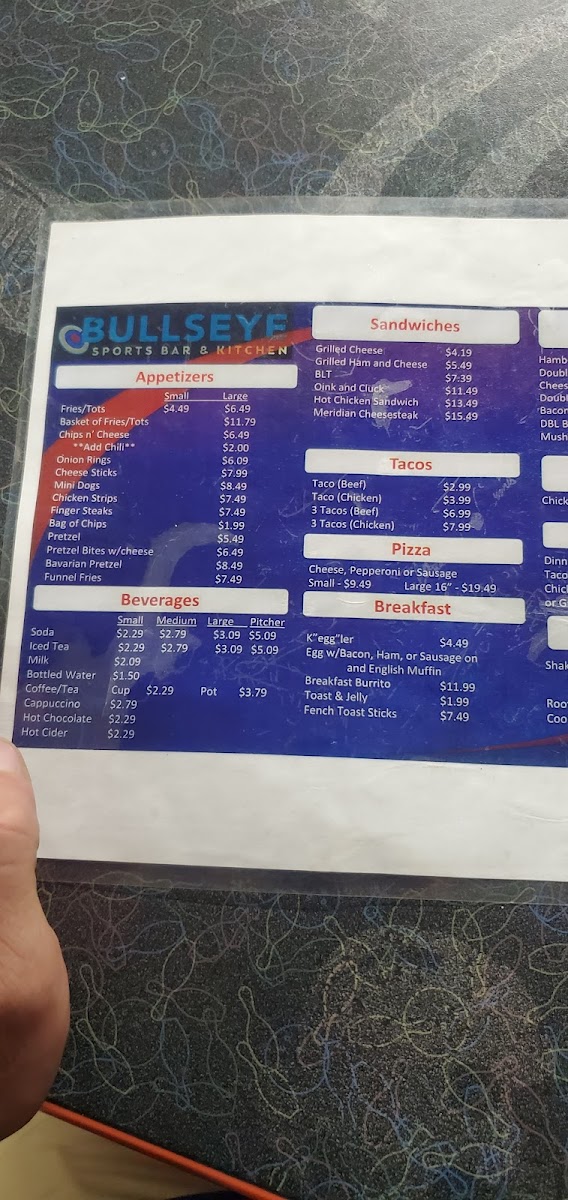 BULLSEYE
SPORTS BAR & KITCHEN
Appetizers
Small Large
Fries/Tots $4.49 $6.49
Basket of Fries/Tots $11.79
Chips n' Cheese $6.49
**Add Chili** $2.00
Onion Rings $6.09
Cheese Sticks $7.99
Mini Dogs $8.49
Chicken Strips $7.49
Finger Steaks $7.49
Bag of Chips $1.99
Pretzel $5.49
Pretzel Bites w/cheese $6.49
Bavarian Pretzel $8.49
Funnel Fries $7.49
Beverages
Small Medium Large Pitcher
Soda $2.29 $2.79 $3.09 $5.09
Iced Tea $2.29 $2.79 $3.09 $5.09
Milk $2.09
Bottled Water $1.50
Coffee/Tea Cup $2.29 Pot $3.79
Cappuccino $2.79
Hot Chocolate $2.29
Hot Cider $2.29
Sandwiches
Grilled Cheese $4.19
Grilled Ham and Cheese $5.49
BLT $7.39
Oink and Cluck $11.49
Hot Chicken Sandwich $13.49
Meridian Cheesesteak $15.49
Tacos
Taco (Beef) $2.99
Taco (Chicken) $3.99
3 Tacos (Beef) $6.99
3 Tacos (Chicken) $7.99
Pizza
Cheese, Pepperoni or Sausage
Small - $9.49 Large 16" - $19.49
Breakfast
K"egg"ler $4.49
Egg w/Bacon, Ham, or Sausage on
and English Muffin
Breakfast Burrito $11.99
Toast & Jelly $1.99
Fench Toast Sticks $7.49
Hamb
Doubl
Chees
Doubl
Bacon
DBL B
Mush
Chick
Dinn
Taco
Chic
or G
Shak
Roo
Coo